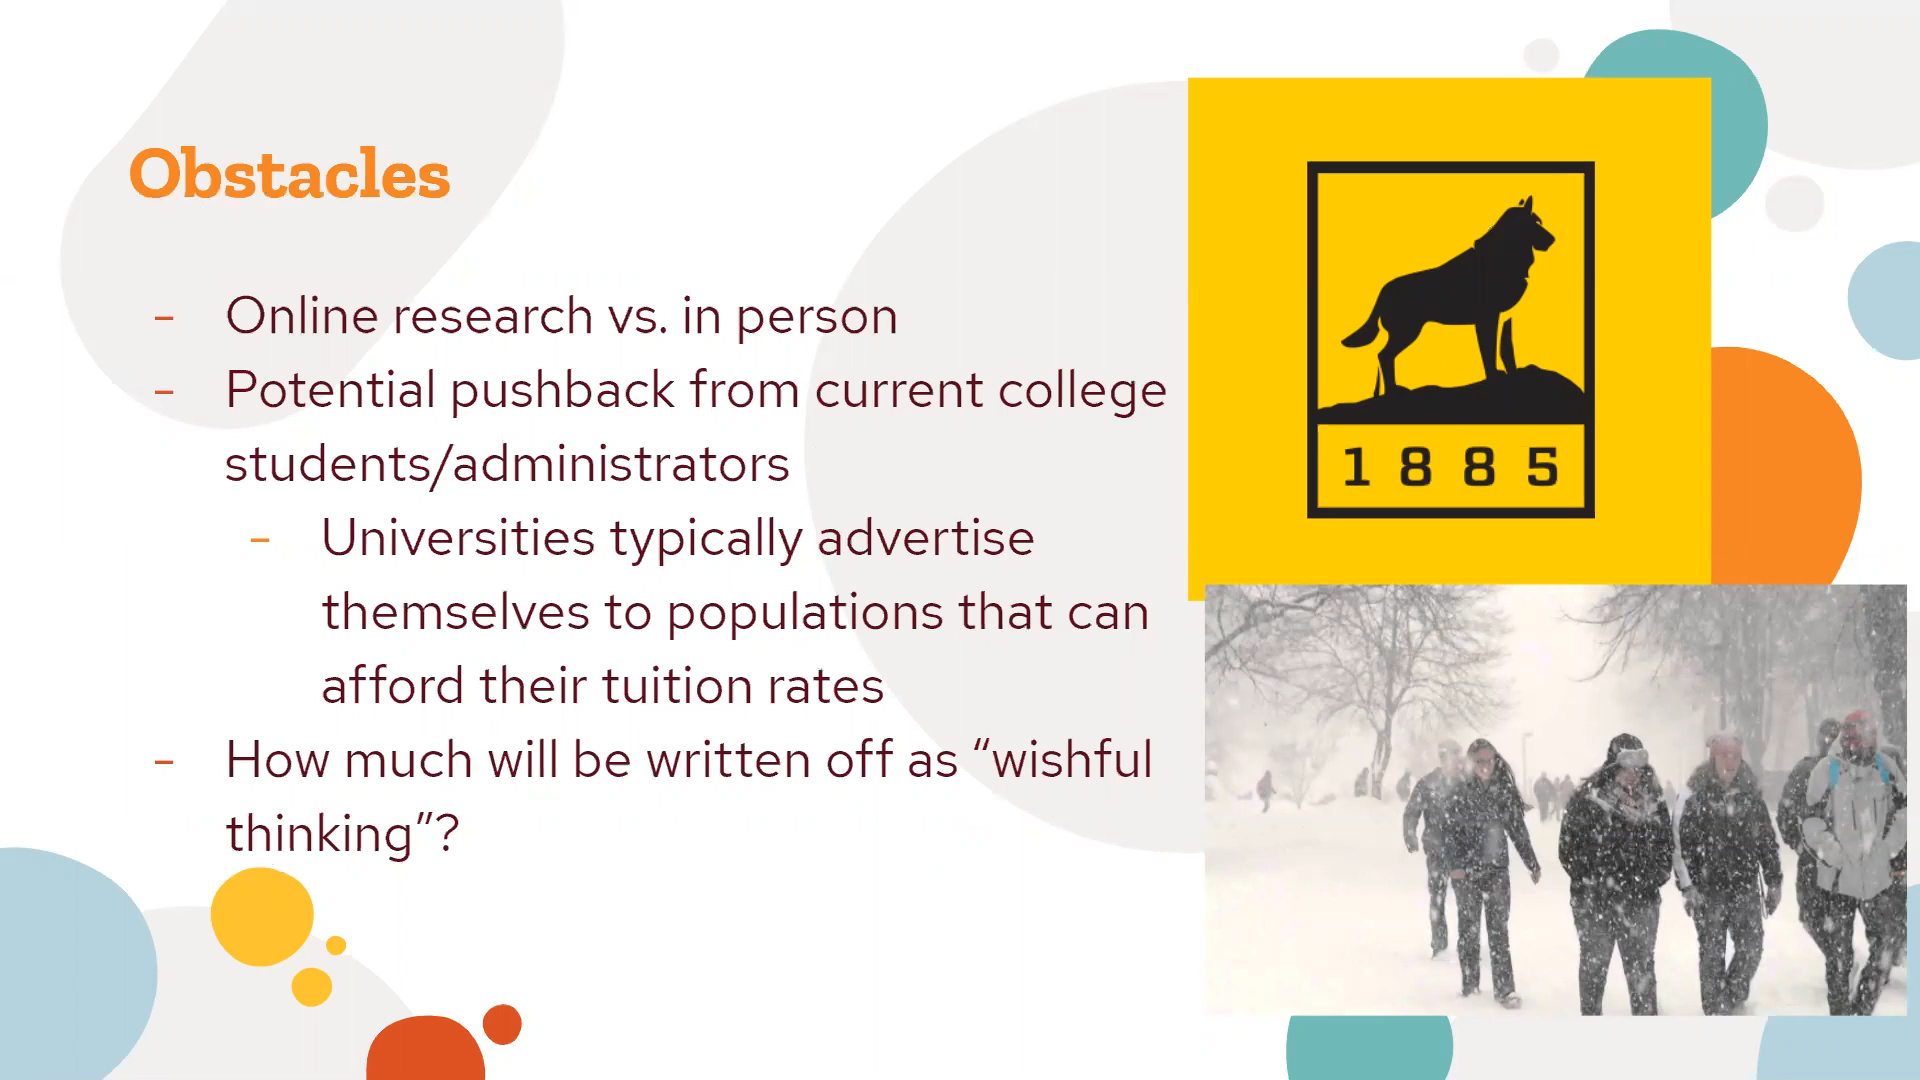 Obstacles
- Online research vs. in person
- Potential pushback from current college
students/administrators
- Universities typically advertise
themselves to populations that can
afford their tuition rates
- How much will be written off as “wishful
thinking”?
1885